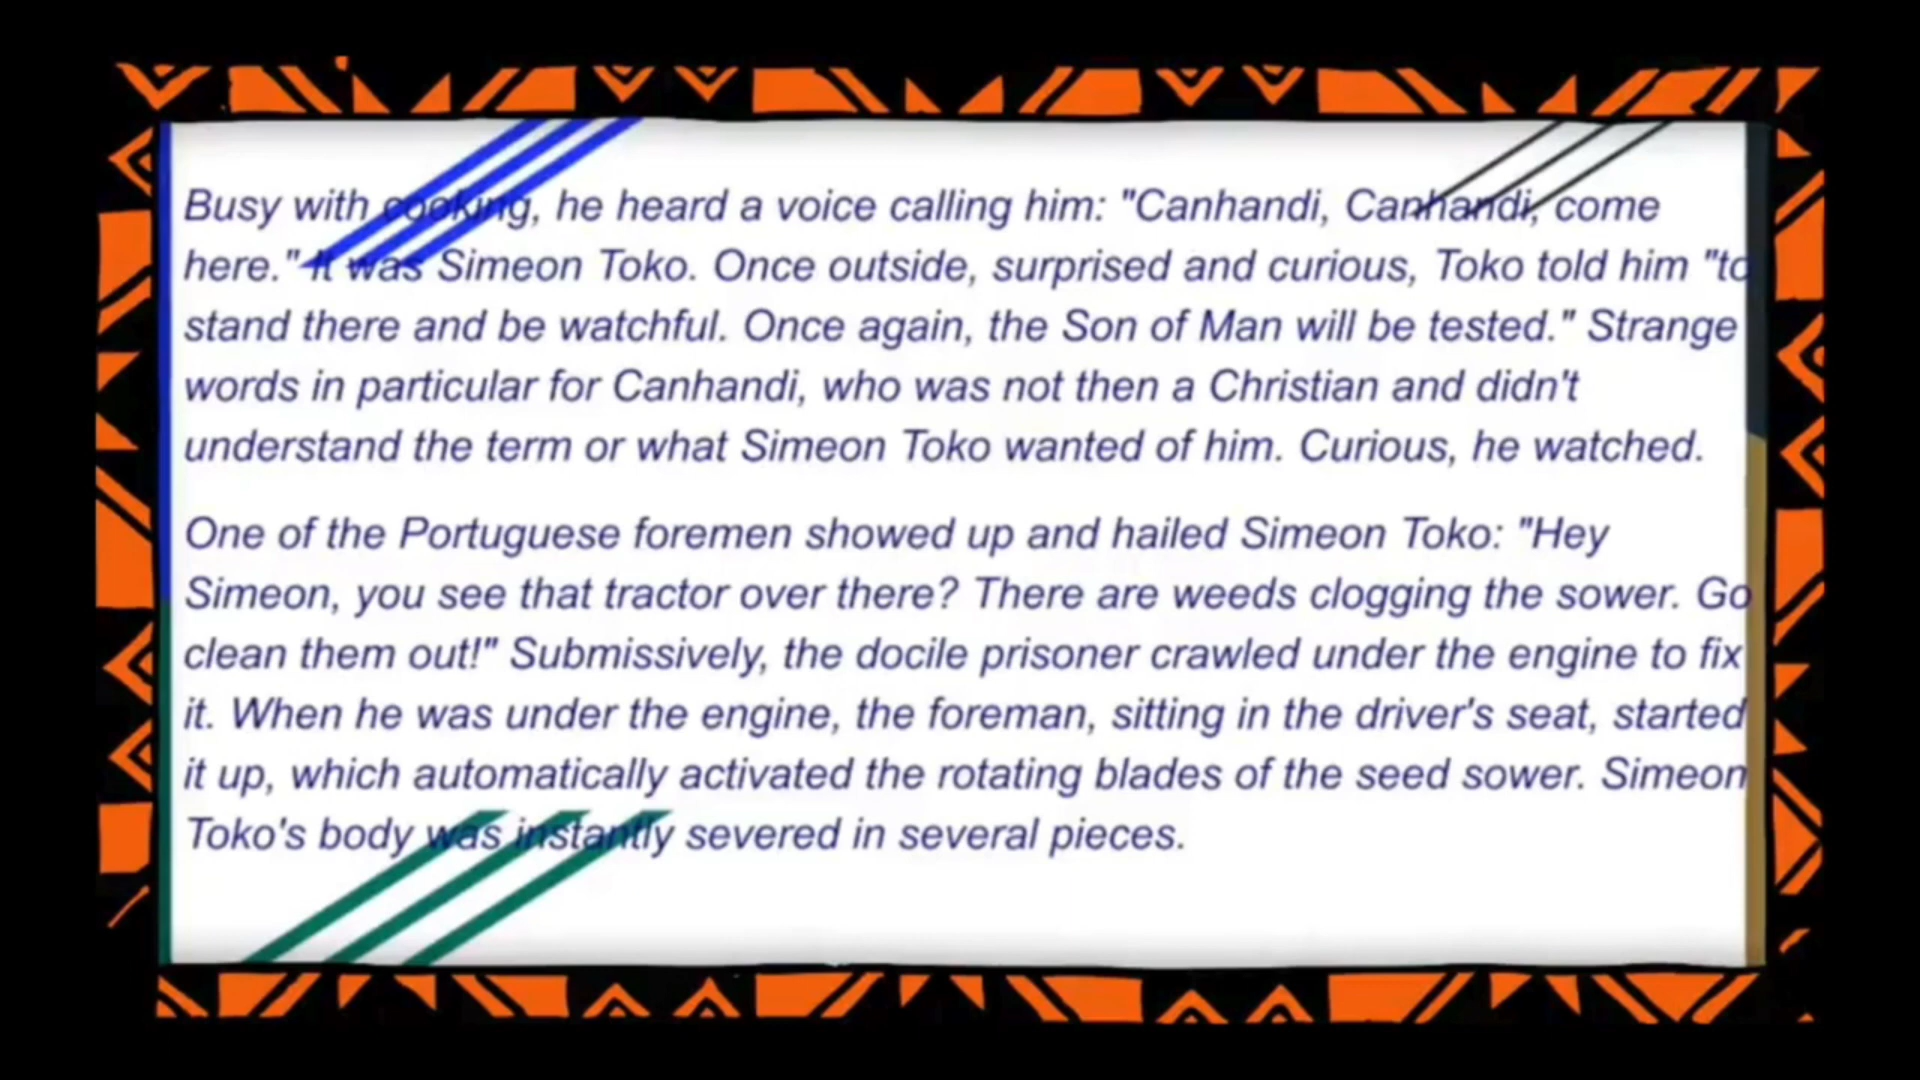 Busy with cooking, he heard a voice calling him: "Canhandi, Canhandi, come
here." It was Simeon Toko. Once outside, surprised and curious, Toko told him "to
stand there and be watchful. Once again, the Son of Man will be tested." Strange
words in particular for Canhandi, who was not then a Christian and didn't
understand the term or what Simeon Toko wanted of him. Curious, he watched.
One of the Portuguese foremen showed up and hailed Simeon Toko: "Hey
Simeon, you see that tractor over there? There are weeds clogging the sower. Go
clean them out!" Submissively, the docile prisoner crawled under the engine to fix
it. When he was under the engine, the foreman, sitting in the driver's seat, started
it up, which automatically activated the rotating blades of the seed sower. Simeon
Toko's body was instantly severed in several pieces.